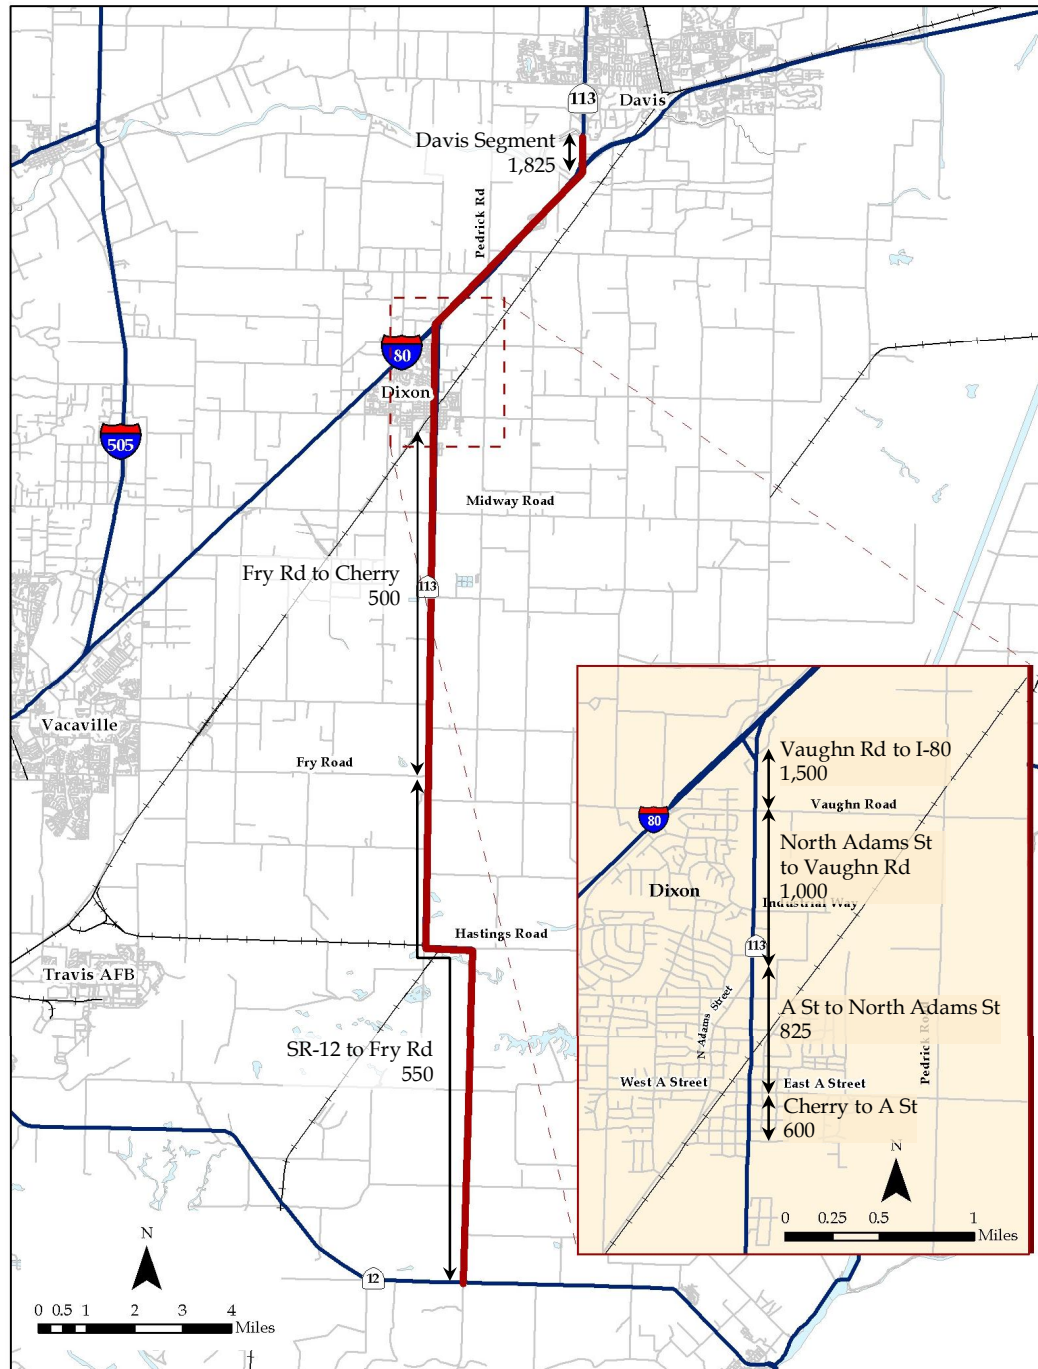 113
Davis
Davis Segment
1,825
Pedrick Rd
80
Dixon
505
Midway Road
Fry Rd to Cherry
500
113
Vacaville
Fry Road
Hastings Road
Travis AFB
SR-12 to Fry Rd
550
12
N
0 0.5 1 2 3 4
Miles
Vaughn Rd to I-80
1,500
Vaughn Road
80
North Adams St
to Vaughn Rd
1,000
Industrial Way
Dixon
113
N Adams Street
A St to North Adams St
825
Pedrick Road
West A Street
East A Street
Cherry to A St
600
N
0 0.25 0.5 1
Miles